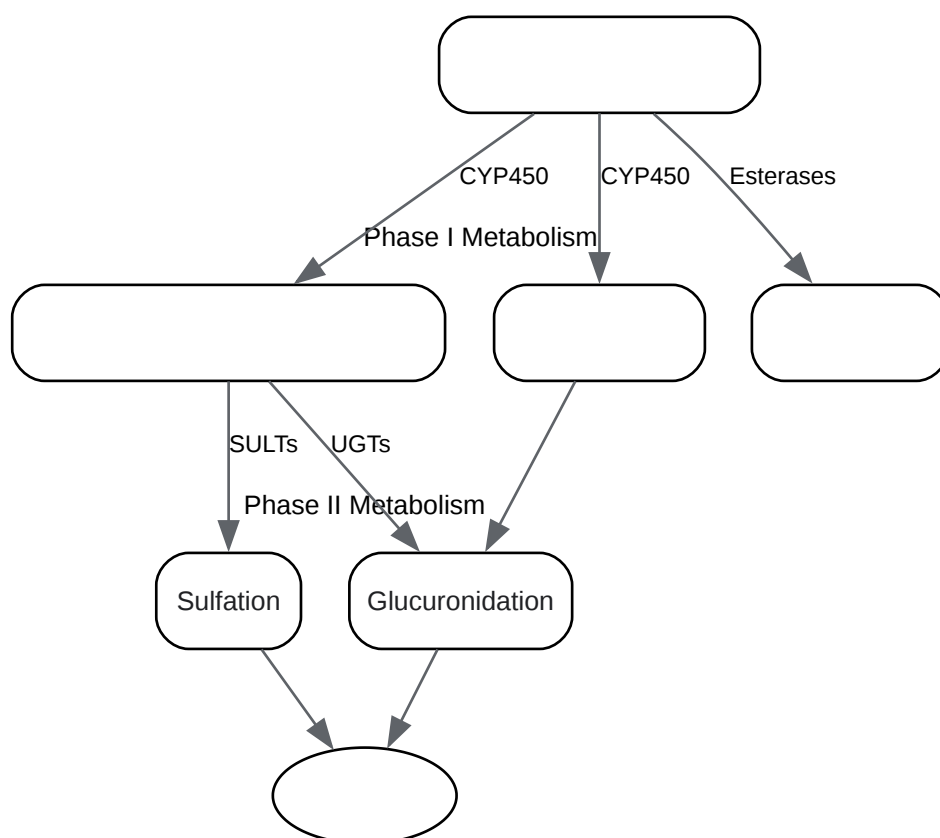 CYP450
CYP450
Esterases
Phase I Metabolism
SULTs
UGTs
Phase II Metabolism
Sulfation
Glucuronidation